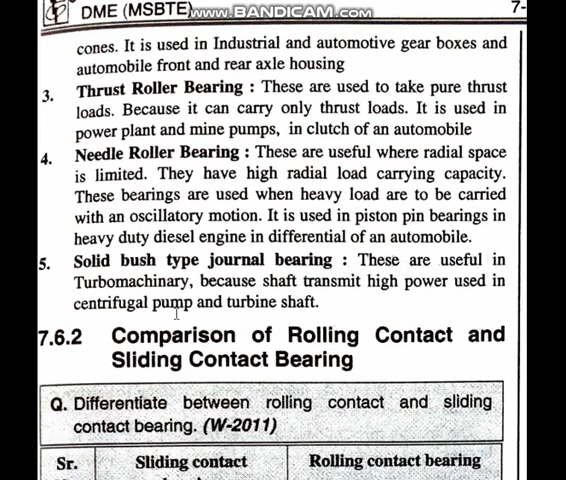 DME (MSBTE)
www.BANDICAM.com
7-
cones. It is used in Industrial and automotive gear boxes and
automobile front and rear axle housing
3. Thrust Roller Bearing : These are used to take pure thrust
loads. Because it can carry only thrust loads. It is used in
power plant and mine pumps, in clutch of an automobile
4. Needle Roller Bearing : These are useful where radial space
is limited. They have high radial load carrying capacity.
These bearings are used when heavy load are to be carried
with an oscillatory motion. It is used in piston pin bearings in
heavy duty diesel engine in differential of an automobile.
5. Solid bush type journal bearing : These are useful in
Turbomachinary, because shaft transmit high power used in
centrifugal pump and turbine shaft.
7.6.2 Comparison of Rolling Contact and
Sliding Contact Bearing
Q. Differentiate between rolling contact and sliding
contact bearing. (W-2011)
Sr. Sliding contact Rolling contact bearing